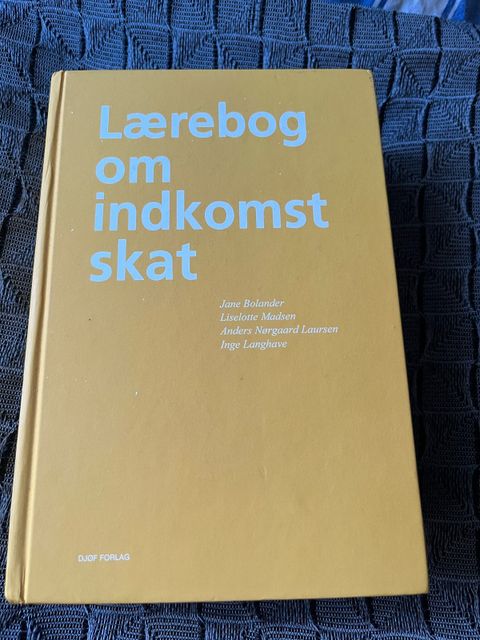 Lærebog
om
indkomst
skat
Jane Bolander
Liselotte Madsen
Anders Nørgaard Laursen
Inge Langhave
DJØF FORLAG